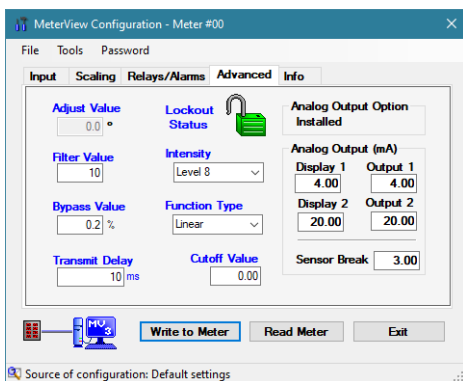 MeterView Configuration - Meter #00
File Tools Password
Input Scaling Relays/Alarms Advanced Info
Adjust Value
0.0 °
Filter Value
10
Bypass Value
0.2 %
Transmit Delay
10 ms
Lockout
Status
Intensity
Level 8
Function Type
Linear
Cutoff Value
0.00
Analog Output Option
Installed
Analog Output (mA)
Display 1 Output 1
4.00 4.00
Display 2 Output 2
20.00 20.00
Sensor Break 3.00
MV
3
Write to Meter Read Meter Exit
Source of configuration: Default settings